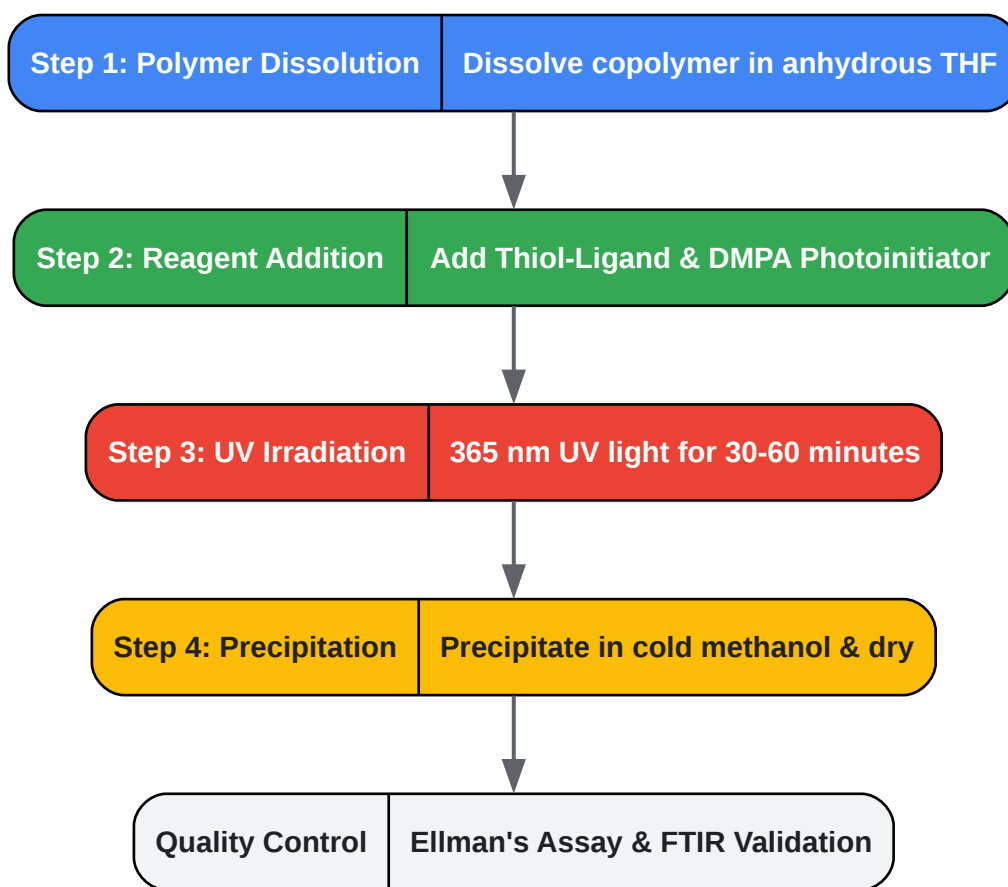 Step 1: Polymer Dissolution
Dissolve copolymer in anhydrous THF
Step 2: Reagent Addition
Add Thiol-Ligand & DMPA Photoinitiator
Step 3: UV Irradiation
365 nm UV light for 30-60 minutes
Step 4: Precipitation
Precipitate in cold methanol & dry
Quality Control
Ellman's Assay & FTIR Validation